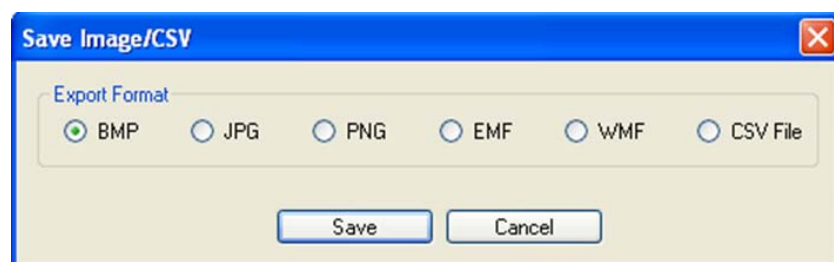 Save Image/CSV
Export Format
BMP JPG PNG EMF WMF CSV File
Save Cancel